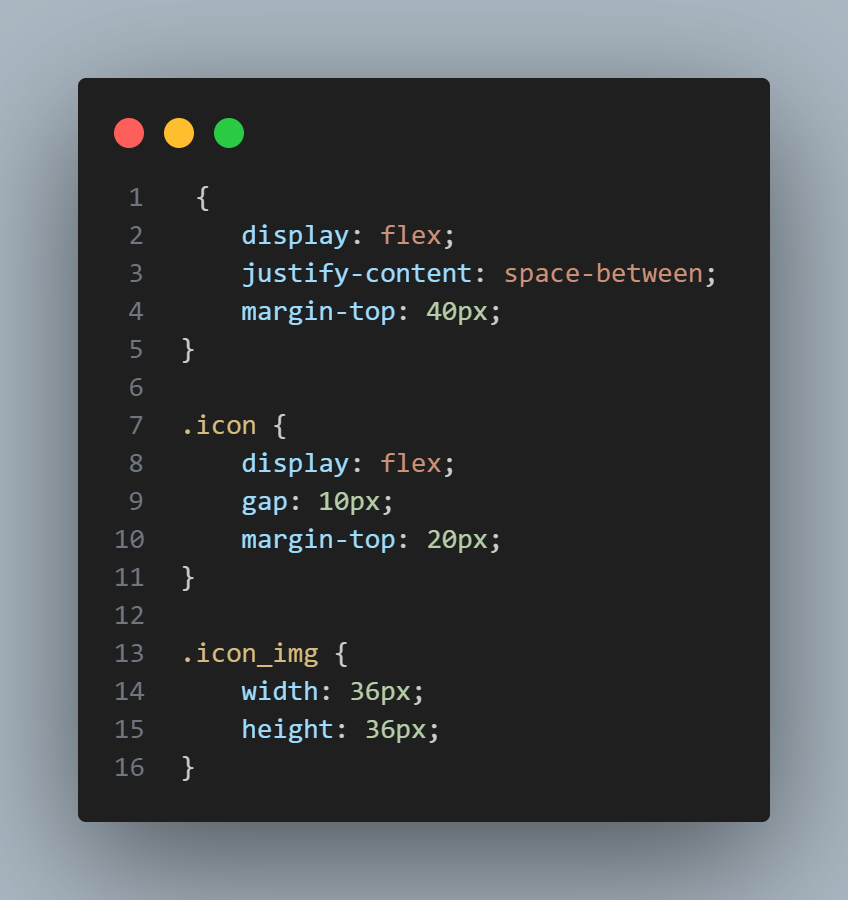 1 {
2 display: flex;
3 justify-content: space-between;
4 margin-top: 40px;
5 }
6
7 .icon {
8 display: flex;
9 gap: 10px;
10 margin-top: 20px;
11 }
12
13 .icon_img {
14 width: 36px;
15 height: 36px;
16 }